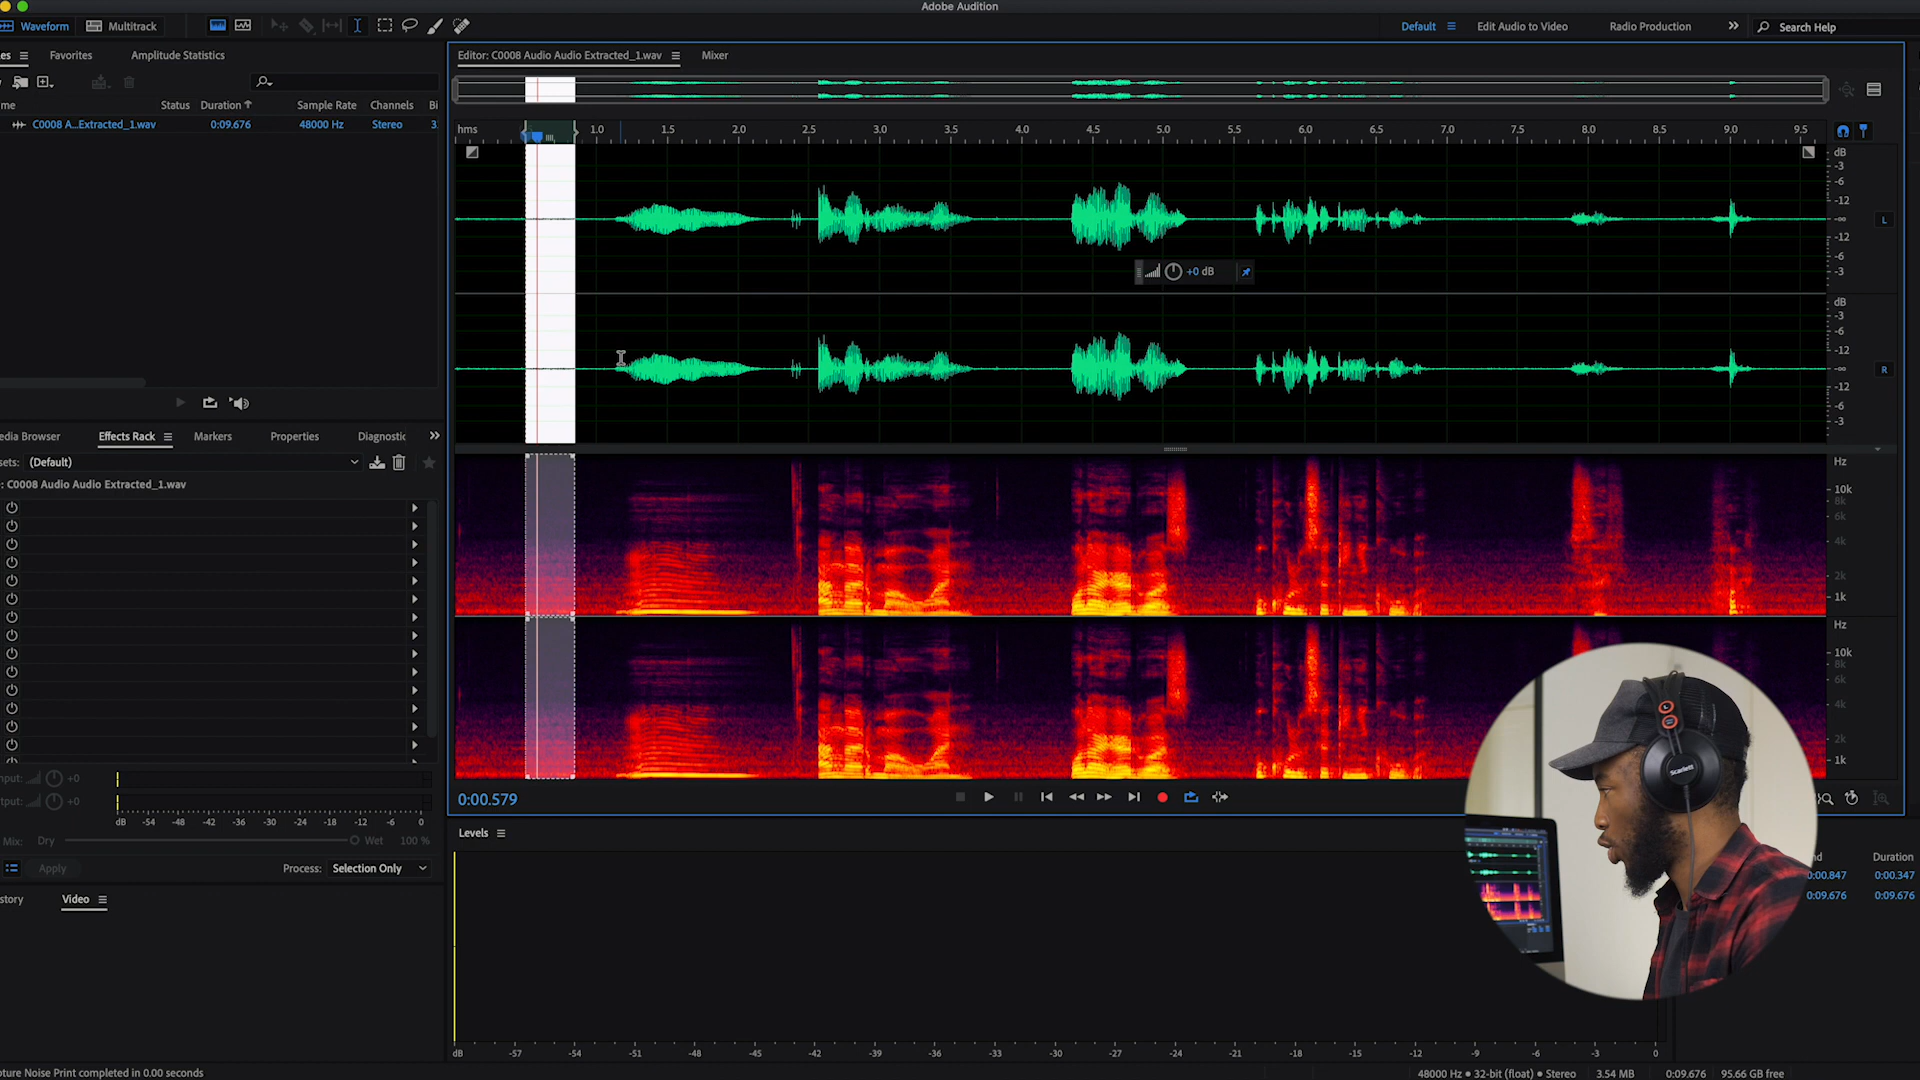 Adobe Audition
Waveform Multitrack
Default Edit Audio to Video Radio Production Search Help
es Favorites Amplitude Statistics
Editor: C0008 Audio Audio Extracted_1.wav Mixer
me Status Duration Sample Rate Channels Bi
C0008 A...Extracted_1.wav 0:09.676 48000 Hz Stereo 3
hms 1.0 1.5 2.0 2.5 3.0 3.5 4.0 4.5 5.0 5.5 6.0 6.5 7.0 7.5 8.0 8.5 9.0 9.5
dB
-3
-6
-12
-∞
-12
-6
-3
L
+0 dB
dB
-3
-6
-12
-∞
-12
-6
-3
R
edia Browser Effects Rack Markers Properties Diagnostic
sets: (Default)
: C0008 Audio Audio Extracted_1.wav
Hz
10k
8k
6k
4k
2k
1k
Hz
10k
8k
6k
4k
2k
1k
nput: +0
utput: +0
dB -54 -48 -42 -36 -30 -24 -18 -12 -6 0
Mix: Dry Wet 100 %
Apply Process: Selection Only
0:00.579
story Video
Levels
nd Duration
0:00.847 0:00.347
0:09.676 0:09.676
Scarlett
dB -57 -54 -51 -48 -45 -42 -39 -36 -33 -30 -27 -24 -21 -18 -15 -12 -9 -6 -3 0
pture Noise Print completed in 0.00 seconds
48000 Hz • 32-bit (float) • Stereo 3.54 MB 0:09.676 95.66 GB free